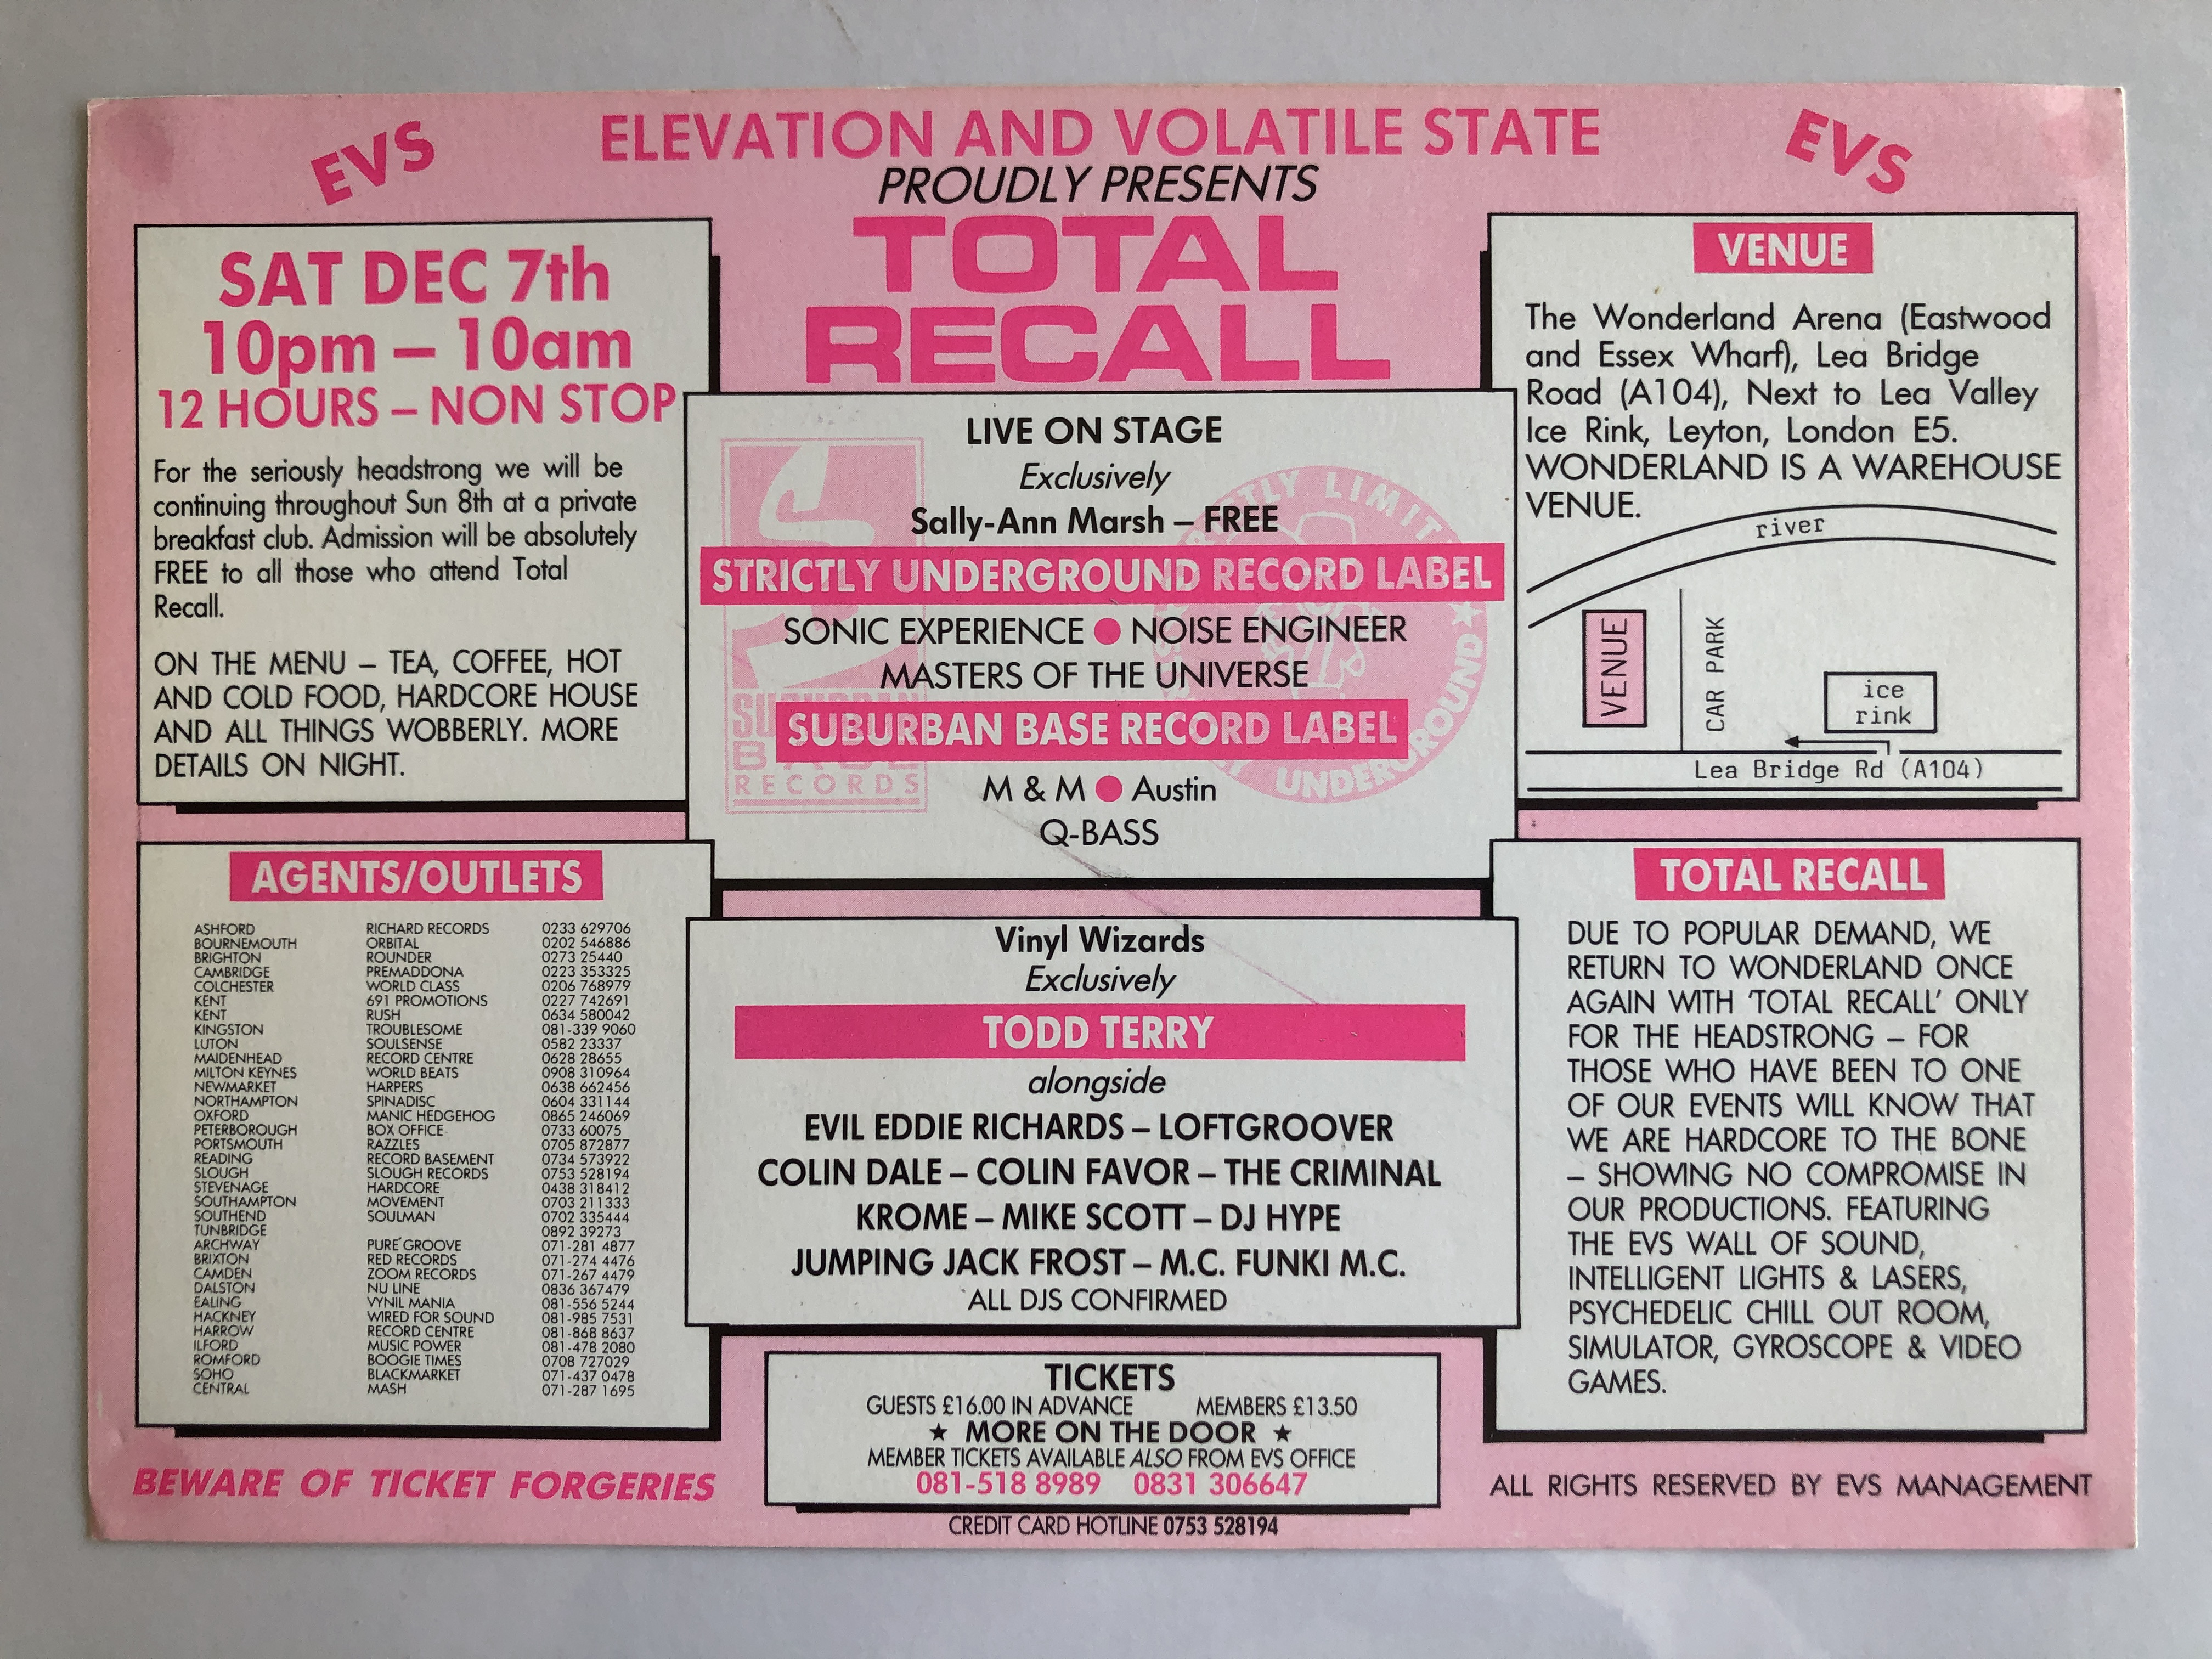 EVS
ELEVATION AND VOLATILE STATE
EVS
PROUDLY PRESENTS
TOTAL
RECALL
SAT DEC 7th
10pm – 10am
12 HOURS – NON STOP
For the seriously headstrong we will be
continuing throughout Sun 8th at a private
breakfast club. Admission will be absolutely
FREE to all those who attend Total
Recall.
ON THE MENU – TEA, COFFEE, HOT
AND COLD FOOD, HARDCORE HOUSE
AND ALL THINGS WOBBERLY. MORE
DETAILS ON NIGHT.
LIVE ON STAGE
Exclusively
Sally-Ann Marsh – FREE
STRICTLY UNDERGROUND RECORD LABEL
SONIC EXPERIENCE ● NOISE ENGINEER
MASTERS OF THE UNIVERSE
SUBURBAN BASE RECORD LABEL
M & M ● Austin
Q-BASS
SUBURBAN
BASE
RECORDS
UNDERGROUND
VENUE
The Wonderland Arena (Eastwood
and Essex Wharf), Lea Bridge
Road (A104), Next to Lea Valley
Ice Rink, Leyton, London E5.
WONDERLAND IS A WAREHOUSE
VENUE.
river
VENUE
CAR PARK
ice
rink
Lea Bridge Rd (A104)
AGENTS/OUTLETS
ASHFORD RICHARD RECORDS 0233 629706
BOURNEMOUTH ORBITAL 0202 546886
BRIGHTON ROUNDER 0273 25440
CAMBRIDGE PREMADDONA 0223 353325
COLCHESTER WORLD CLASS 0206 768979
KENT 691 PROMOTIONS 0227 742691
KENT RUSH 0634 580042
KINGSTON TROUBLESOME 081-339 9060
LUTON SOULSENSE 0582 23337
MAIDENHEAD RECORD CENTRE 0628 28655
MILTON KEYNES WORLD BEATS 0908 310964
NEWMARKET HARPERS 0638 662456
NORTHAMPTON SPINADISC 0604 331144
OXFORD MANIC HEDGEHOG 0865 246069
PETERBOROUGH BOX OFFICE 0733 60075
PORTSMOUTH RAZZLES 0705 872877
READING RECORD BASEMENT 0734 573922
SLOUGH SLOUGH RECORDS 0753 528194
STEVENAGE HARDCORE 0438 318412
SOUTHAMPTON MOVEMENT 0703 211333
SOUTHEND SOULMAN 0702 335444
TUNBRIDGE 0892 39273
ARCHWAY PURE GROOVE 071-281 4877
BRIXTON RED RECORDS 071-274 4476
CAMDEN ZOOM RECORDS 071-267 4479
DALSTON NU LINE 0836 367479
EALING VYNIL MANIA 081-556 5244
HACKNEY WIRED FOR SOUND 081-985 7531
HARROW RECORD CENTRE 081-868 8637
ILFORD MUSIC POWER 081-478 2080
ROMFORD BOOGIE TIMES 0708 727029
SOHO BLACKMARKET 071-437 0478
CENTRAL MASH 071-287 1695
Vinyl Wizards
Exclusively
TODD TERRY
alongside
EVIL EDDIE RICHARDS – LOFTGROOVER
COLIN DALE – COLIN FAVOR – THE CRIMINAL
KROME – MIKE SCOTT – DJ HYPE
JUMPING JACK FROST – M.C. FUNKI M.C.
ALL DJS CONFIRMED
TOTAL RECALL
DUE TO POPULAR DEMAND, WE
RETURN TO WONDERLAND ONCE
AGAIN WITH 'TOTAL RECALL' ONLY
FOR THE HEADSTRONG – FOR
THOSE WHO HAVE BEEN TO ONE
OF OUR EVENTS WILL KNOW THAT
WE ARE HARDCORE TO THE BONE
– SHOWING NO COMPROMISE IN
OUR PRODUCTIONS. FEATURING
THE EVS WALL OF SOUND,
INTELLIGENT LIGHTS & LASERS,
PSYCHEDELIC CHILL OUT ROOM,
SIMULATOR, GYROSCOPE & VIDEO
GAMES.
TICKETS
GUESTS £16.00 IN ADVANCE MEMBERS £13.50
★ MORE ON THE DOOR ★
MEMBER TICKETS AVAILABLE ALSO FROM EVS OFFICE
081-518 8989 0831 306647
BEWARE OF TICKET FORGERIES
CREDIT CARD HOTLINE 0753 528194
ALL RIGHTS RESERVED BY EVS MANAGEMENT